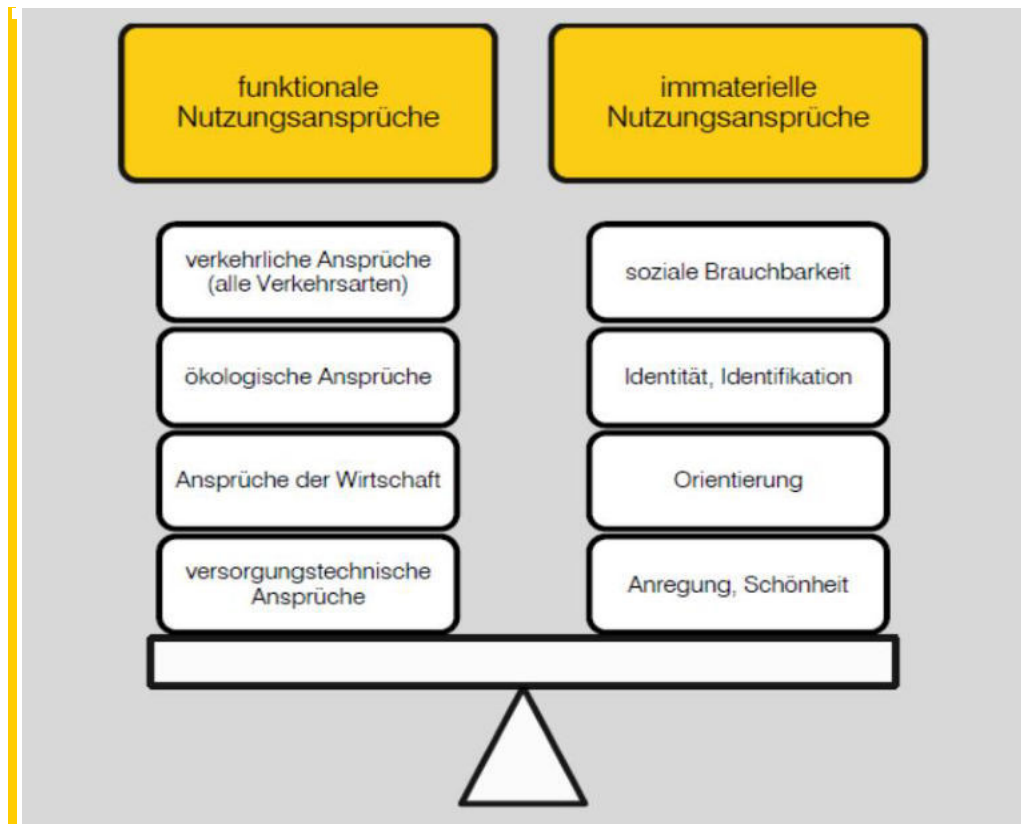 funktionale
Nutzungsansprüche
immaterielle
Nutzungsansprüche
verkehrliche Ansprüche
(alle Verkehrsarten)
ökologische Ansprüche
Ansprüche der Wirtschaft
versorgungstechnische
Ansprüche
soziale Brauchbarkeit
Identität, Identifikation
Orientierung
Anregung, Schönheit